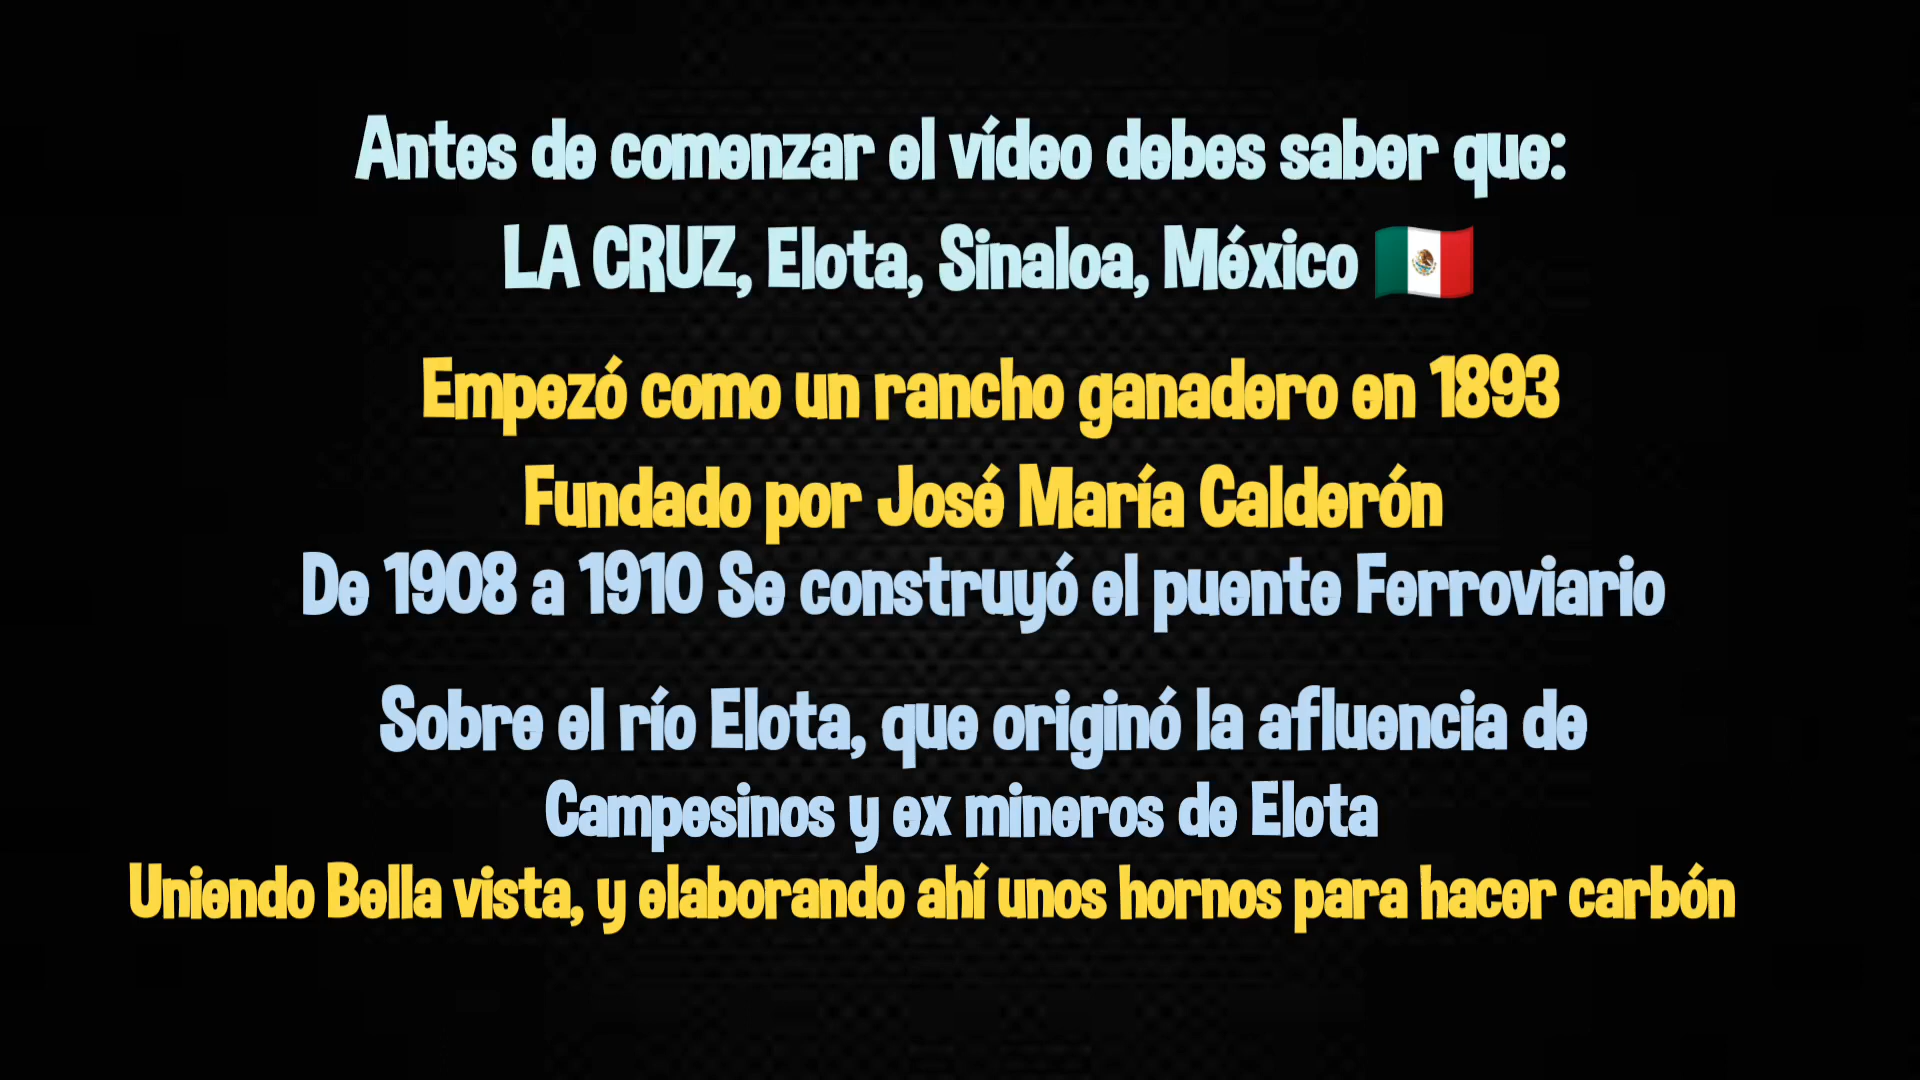 Antes de comenzar el vídeo debes saber que:
LA CRUZ, Elota, Sinaloa, México 🇲🇽
Empezó como un rancho ganadero en 1893
Fundado por José María Calderón
De 1908 a 1910 Se construyó el puente Ferroviario
Sobre el río Elota, que originó la afluencia de
Campesinos y ex mineros de Elota
Uniendo Bella vista, y elaborando ahí unos hornos para hacer carbón